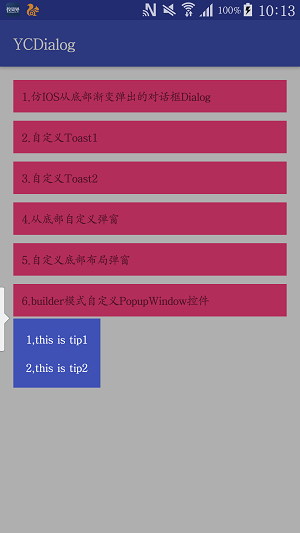 100% 10:13
YCDialog
1.仿IOS从底部渐变弹出的对话框Dialog
2.自定义Toast1
3.自定义Toast2
4.从底部自定义弹窗
5.自定义底部布局弹窗
6.builder模式自定义PopupWindow控件
1,this is tip1
2,this is tip2